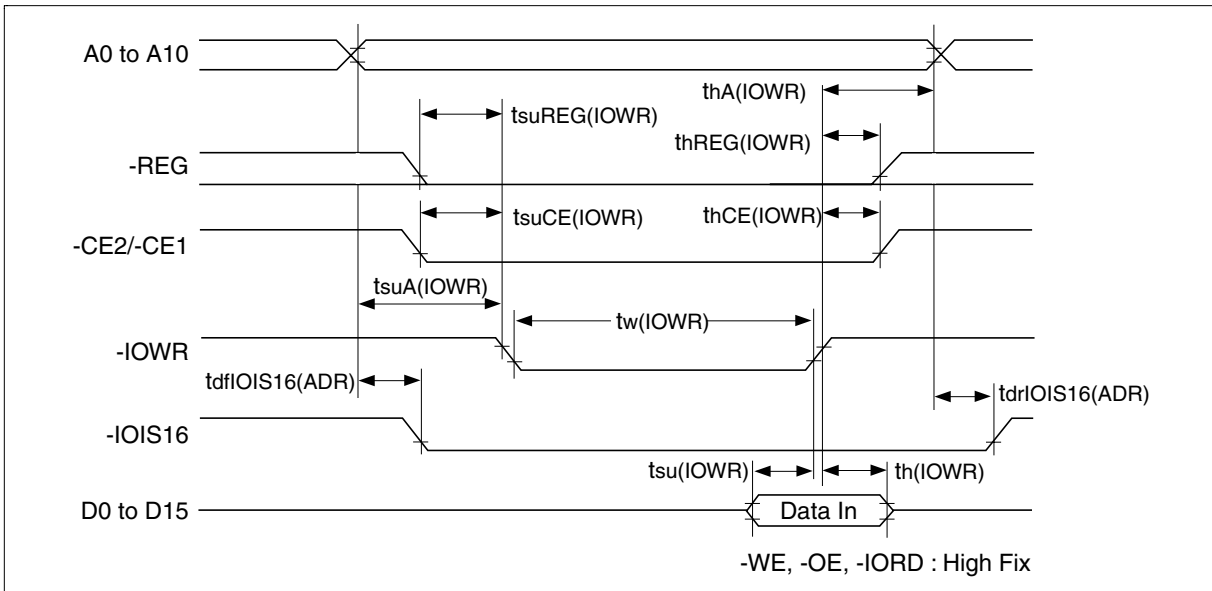 A0 to A10
thA(IOWR)
tsuREG(IOWR)
thREG(IOWR)
-REG
tsuCE(IOWR)
thCE(IOWR)
-CE2/-CE1
tsuA(IOWR)
tw(IOWR)
-IOWR
tdfIOIS16(ADR)
tdrIOIS16(ADR)
-IOIS16
tsu(IOWR)
th(IOWR)
D0 to D15
Data In
-WE, -OE, -IORD : High Fix